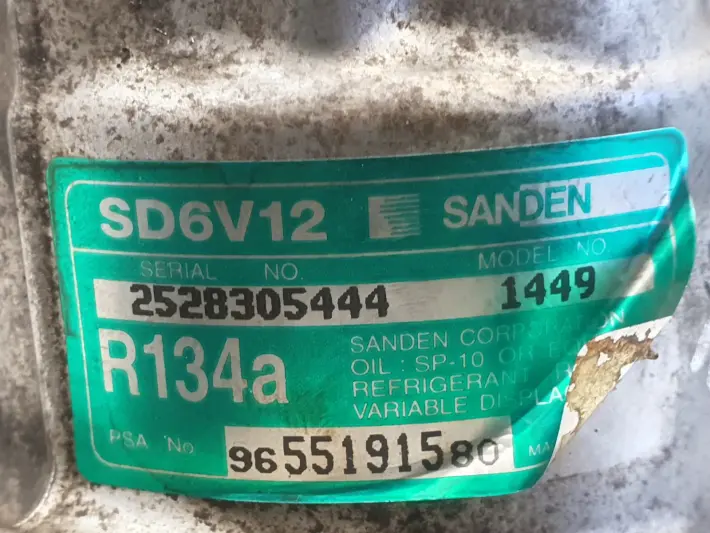 SD6V12 SANDEN
SERIAL NO. MODEL NO.
2528305444 1449
R134a
SANDEN CORPORATION
OIL : SP-10 OR
REFRIGERANT
VARIABLE
PSA No 9655191580